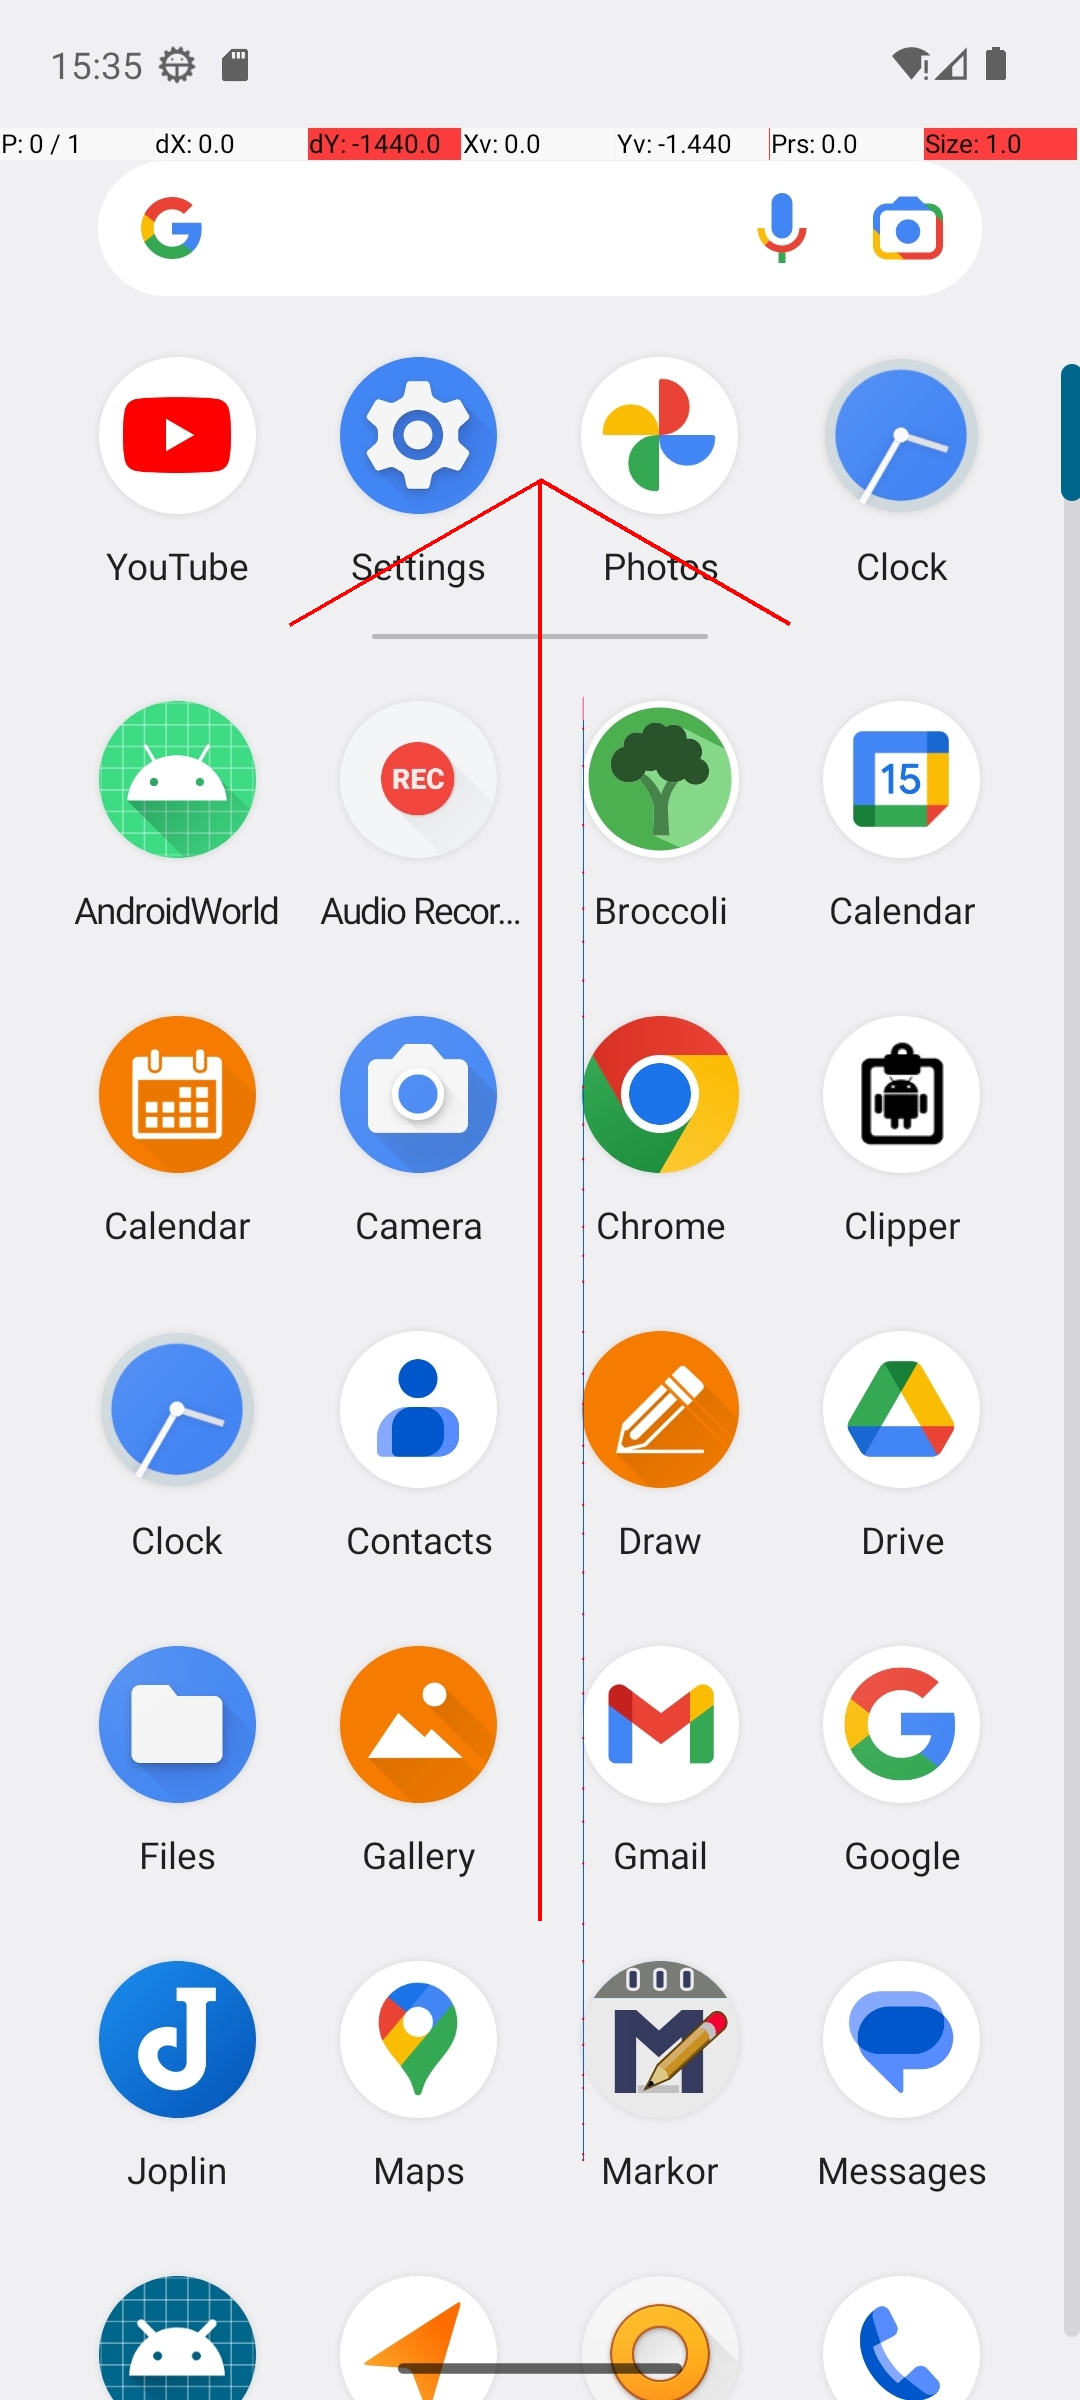 15:35
P: 0 / 1 dX: 0.0 dY: -1440.0 Xv: 0.0 Yv: -1.440 Prs: 0.0 Size: 1.0
YouTube Settings Photos Clock
REC 15
AndroidWorld Audio Recor... Broccoli Calendar
Calendar Camera Chrome Clipper
Clock Contacts Draw Drive
Files Gallery Gmail Google
Joplin Maps Markor Messages